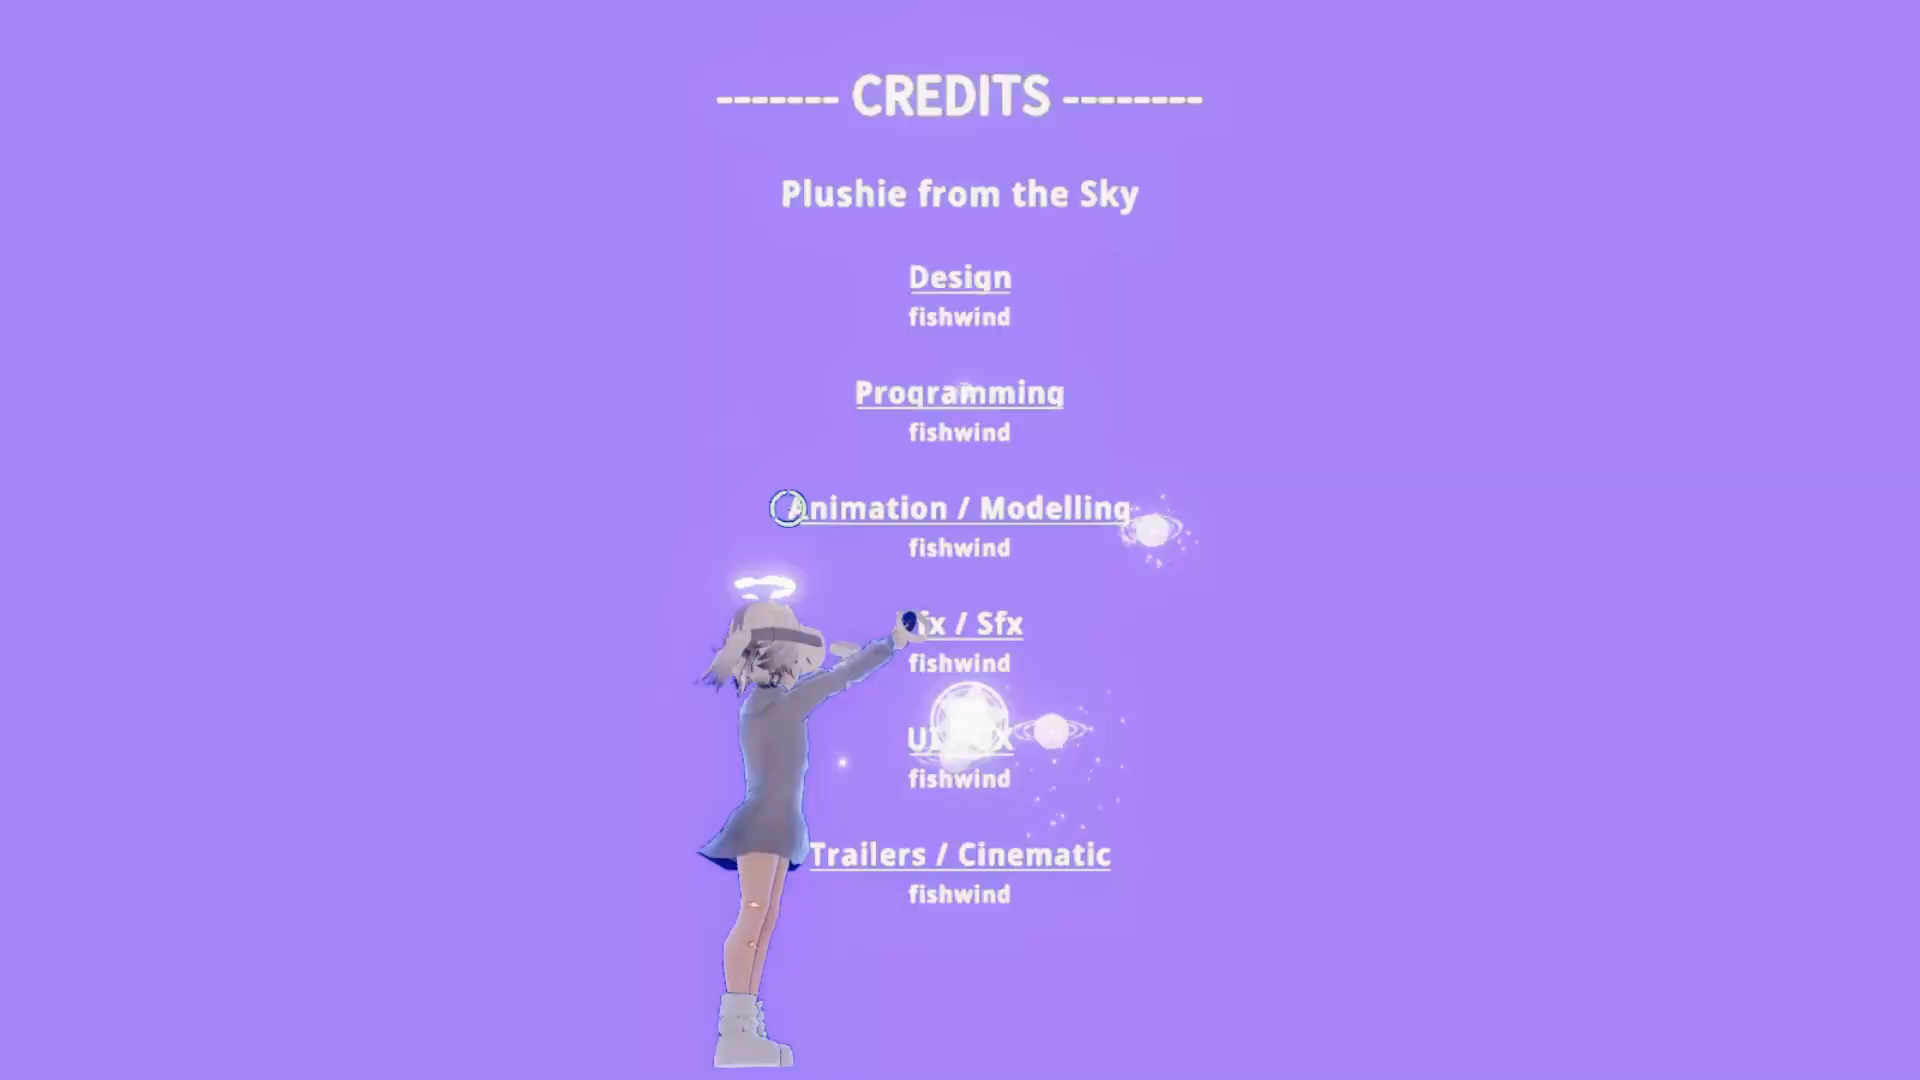 ------- CREDITS --------
Plushie from the Sky
Design
fishwind
Programming
fishwind
Animation / Modelling
fishwind
/ Sfx
fishwind
fishwind
Trailers / Cinematic
fishwind